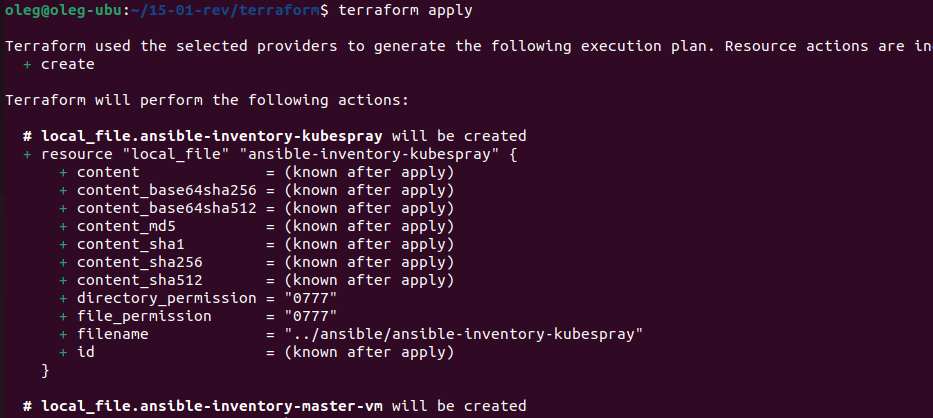 oleg@oleg-ubu:~/15-01-rev/terraform$ terraform apply

Terraform used the selected providers to generate the following execution plan. Resource actions are in
  + create

Terraform will perform the following actions:

  # local_file.ansible-inventory-kubespray will be created
  + resource "local_file" "ansible-inventory-kubespray" {
      + content              = (known after apply)
      + content_base64sha256 = (known after apply)
      + content_base64sha512 = (known after apply)
      + content_md5          = (known after apply)
      + content_sha1         = (known after apply)
      + content_sha256       = (known after apply)
      + content_sha512       = (known after apply)
      + directory_permission = "0777"
      + file_permission      = "0777"
      + filename             = "../ansible/ansible-inventory-kubespray"
      + id                   = (known after apply)
    }

  # local_file.ansible-inventory-master-vm will be created